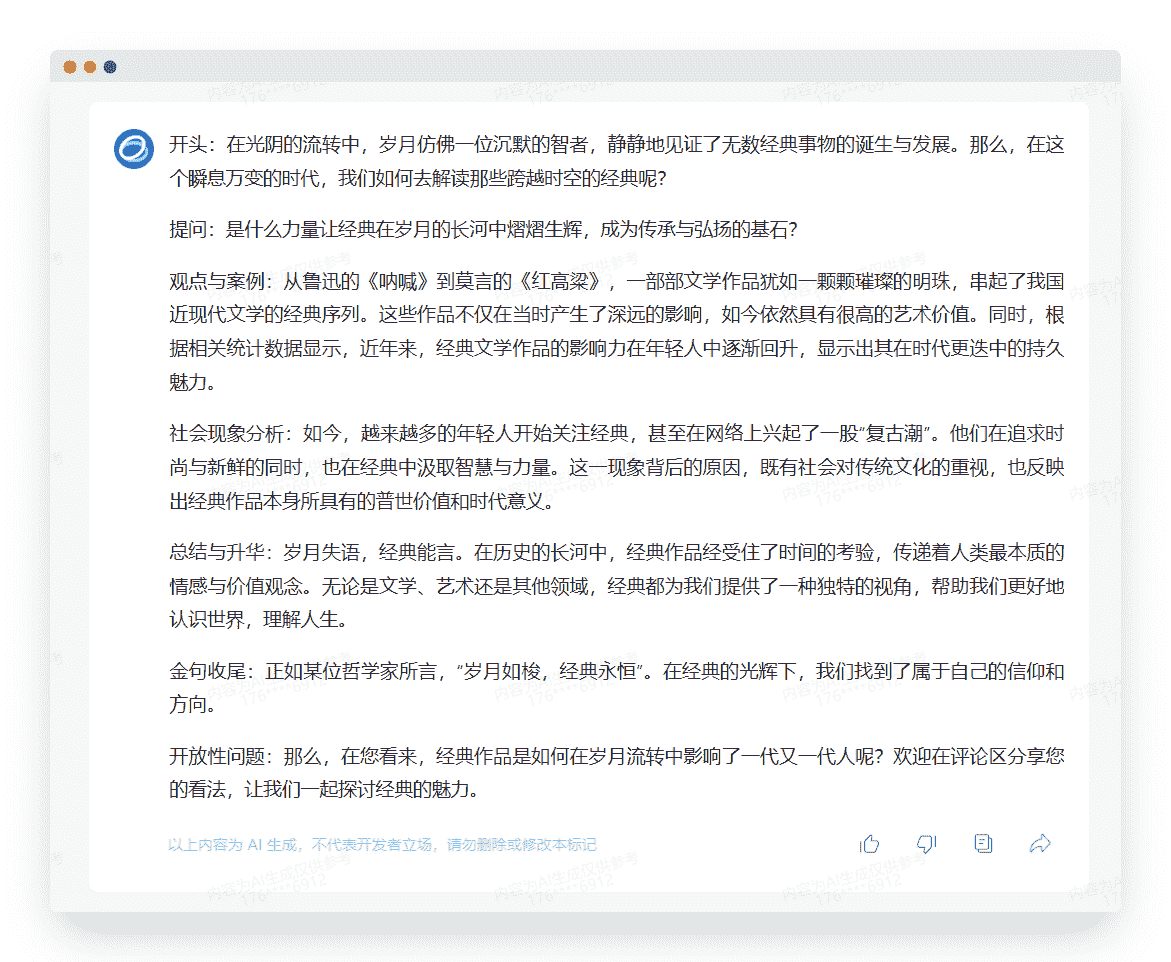 开头：在光阴的流转中，岁月仿佛一位沉默的智者，静静地见证了无数经典事物的诞生与发展。那么，在这
个瞬息万变的时代，我们如何去解读那些跨越时空的经典呢？
提问：是什么力量让经典在岁月的长河中熠熠生辉，成为传承与弘扬的基石？
观点与案例：从鲁迅的《呐喊》到莫言的《红高粱》，一部部文学作品犹如一颗颗璀璨的明珠，串起了我国
近现代文学的经典序列。这些作品不仅在当时产生了深远的影响，如今依然具有很高的艺术价值。同时，根
据相关统计数据显示，近年来，经典文学作品的影响力在年轻人中逐渐回升，显示出其在时代更迭中的持久
魅力。
社会现象分析：如今，越来越多的年轻人开始关注经典，甚至在网络上兴起了一股“复古潮”。他们在追求时
尚与新鲜的同时，也在经典中汲取智慧与力量。这一现象背后的原因，既有社会对传统文化的重视，也反映
出经典作品本身所具有的普世价值和时代意义。
总结与升华：岁月失语，经典能言。在历史的长河中，经典作品经受住了时间的考验，传递着人类最本质的
情感与价值观念。无论是文学、艺术还是其他领域，经典都为我们提供了一种独特的视角，帮助我们更好地
认识世界，理解人生。
金句收尾：正如某位哲学家所言，“岁月如梭，经典永恒”。在经典的光辉下，我们找到了属于自己的信仰和
方向。
开放性问题：那么，在您看来，经典作品是如何在岁月流转中影响了一代又一代人呢？欢迎在评论区分享您
的看法，让我们一起探讨经典的魅力。
以上内容为 AI 生成，不代表开发者立场，请勿删除或修改本标记
内容为AI生成仅供参考
176****6912